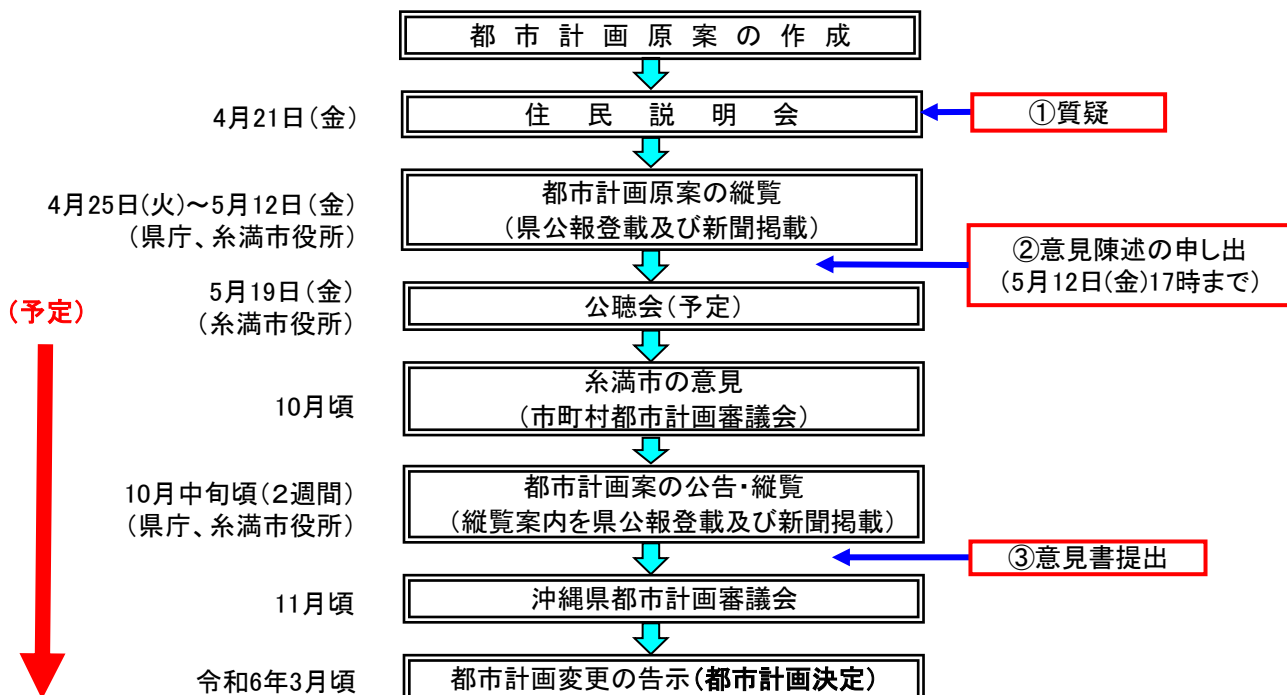 都市計画原案の作成
4月21日(金)
住民説明会
①質疑
4月25日(火)～5月12日(金)
(県庁、糸満市役所)
都市計画原案の縦覧
(県公報登載及び新聞掲載)
②意見陳述の申し出
(5月12日(金)17時まで)
(予定)
5月19日(金)
(糸満市役所)
公聴会(予定)
10月頃
糸満市の意見
(市町村都市計画審議会)
10月中旬頃(２週間)
(県庁、糸満市役所)
都市計画案の公告・縦覧
(縦覧案内を県公報登載及び新聞掲載)
③意見書提出
11月頃
沖縄県都市計画審議会
令和6年3月頃
都市計画変更の告示(都市計画決定)